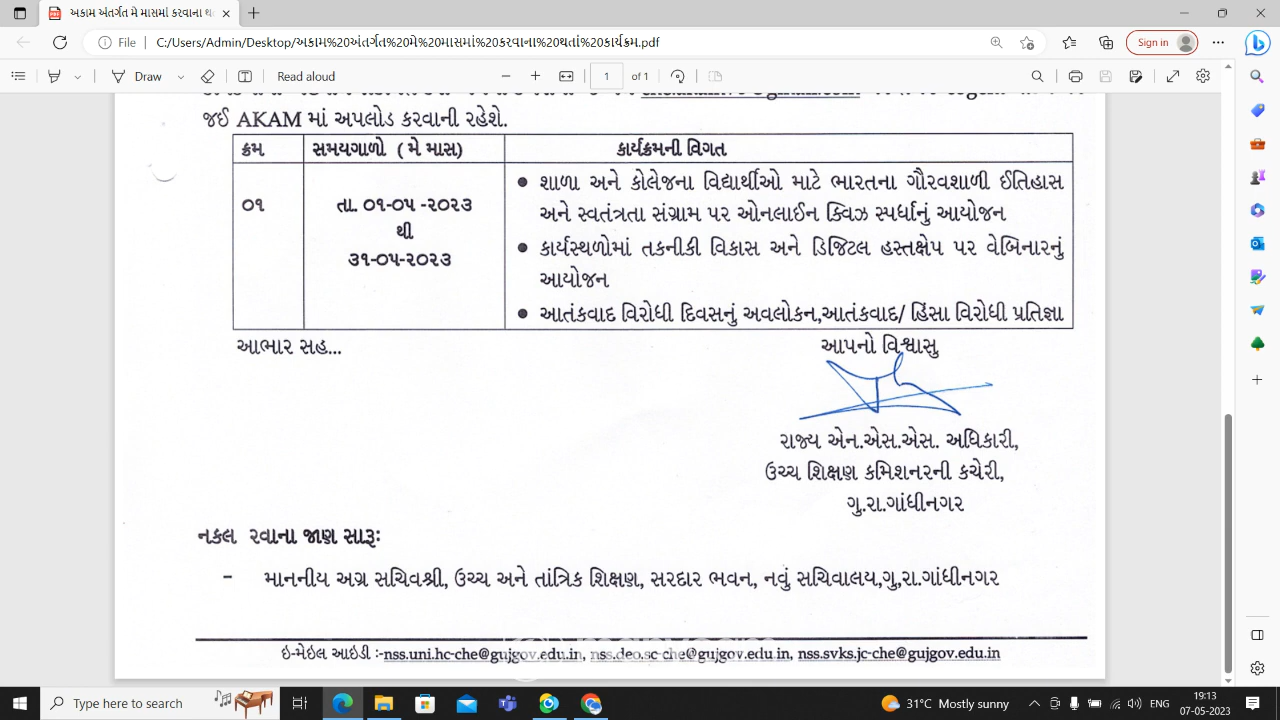 અકામ અંતર્ગત મે માસમાં કરવાના થ
File C:/Users/Admin/Desktop/અકામ%20અંતર્ગત%20મે%20માસમાં%20કરવાના%20થતાં%20કાર્યક્રમ.pdf Sign in
Draw Read aloud 1 of 1
જઈ AKAM માં અપલોડ કરવાની રહેશે.
ક્રમ સમયગાળો ( મે માસ) કાર્યક્રમની વિગત
૦૧ તા. ૦૧-૦૫ -૨૦૨૩
થી
૩૧-૦૫-૨૦૨૩
• શાળા અને કોલેજના વિદ્યાર્થીઓ માટે ભારતના ગૌરવશાળી ઈતિહાસ
અને સ્વતંત્રતા સંગ્રામ પર ઓનલાઈન ક્વિઝ સ્પર્ધાનું આયોજન
• કાર્યસ્થળોમાં તકનીકી વિકાસ અને ડિજિટલ હસ્તક્ષેપ પર વેબિનારનું
આયોજન
• આતંકવાદ વિરોધી દિવસનું અવલોકન,આતંકવાદ/ હિંસા વિરોધી પ્રતિજ્ઞા
આભાર સહ...
આપનો વિશ્વાસુ
રાજ્ય એન.એસ.એસ. અધિકારી,
ઉચ્ચ શિક્ષણ કમિશનરની કચેરી,
ગુ.રા.ગાંધીનગર
નકલ રવાના જાણ સારૂઃ
- માનનીય અગ્ર સચિવશ્રી, ઉચ્ચ અને તાંત્રિક શિક્ષણ, સરદાર ભવન, નવું સચિવાલય,ગુ,રા.ગાંધીનગર
ઇ-મેઇલ આઇડી :-nss.uni.hc-che@gujgov.edu.in, nss.deo.sc-che@gujgov.edu.in, nss.svks.jc-che@gujgov.edu.in
Type here to search 31°C Mostly sunny ENG 19:13
07-05-2023